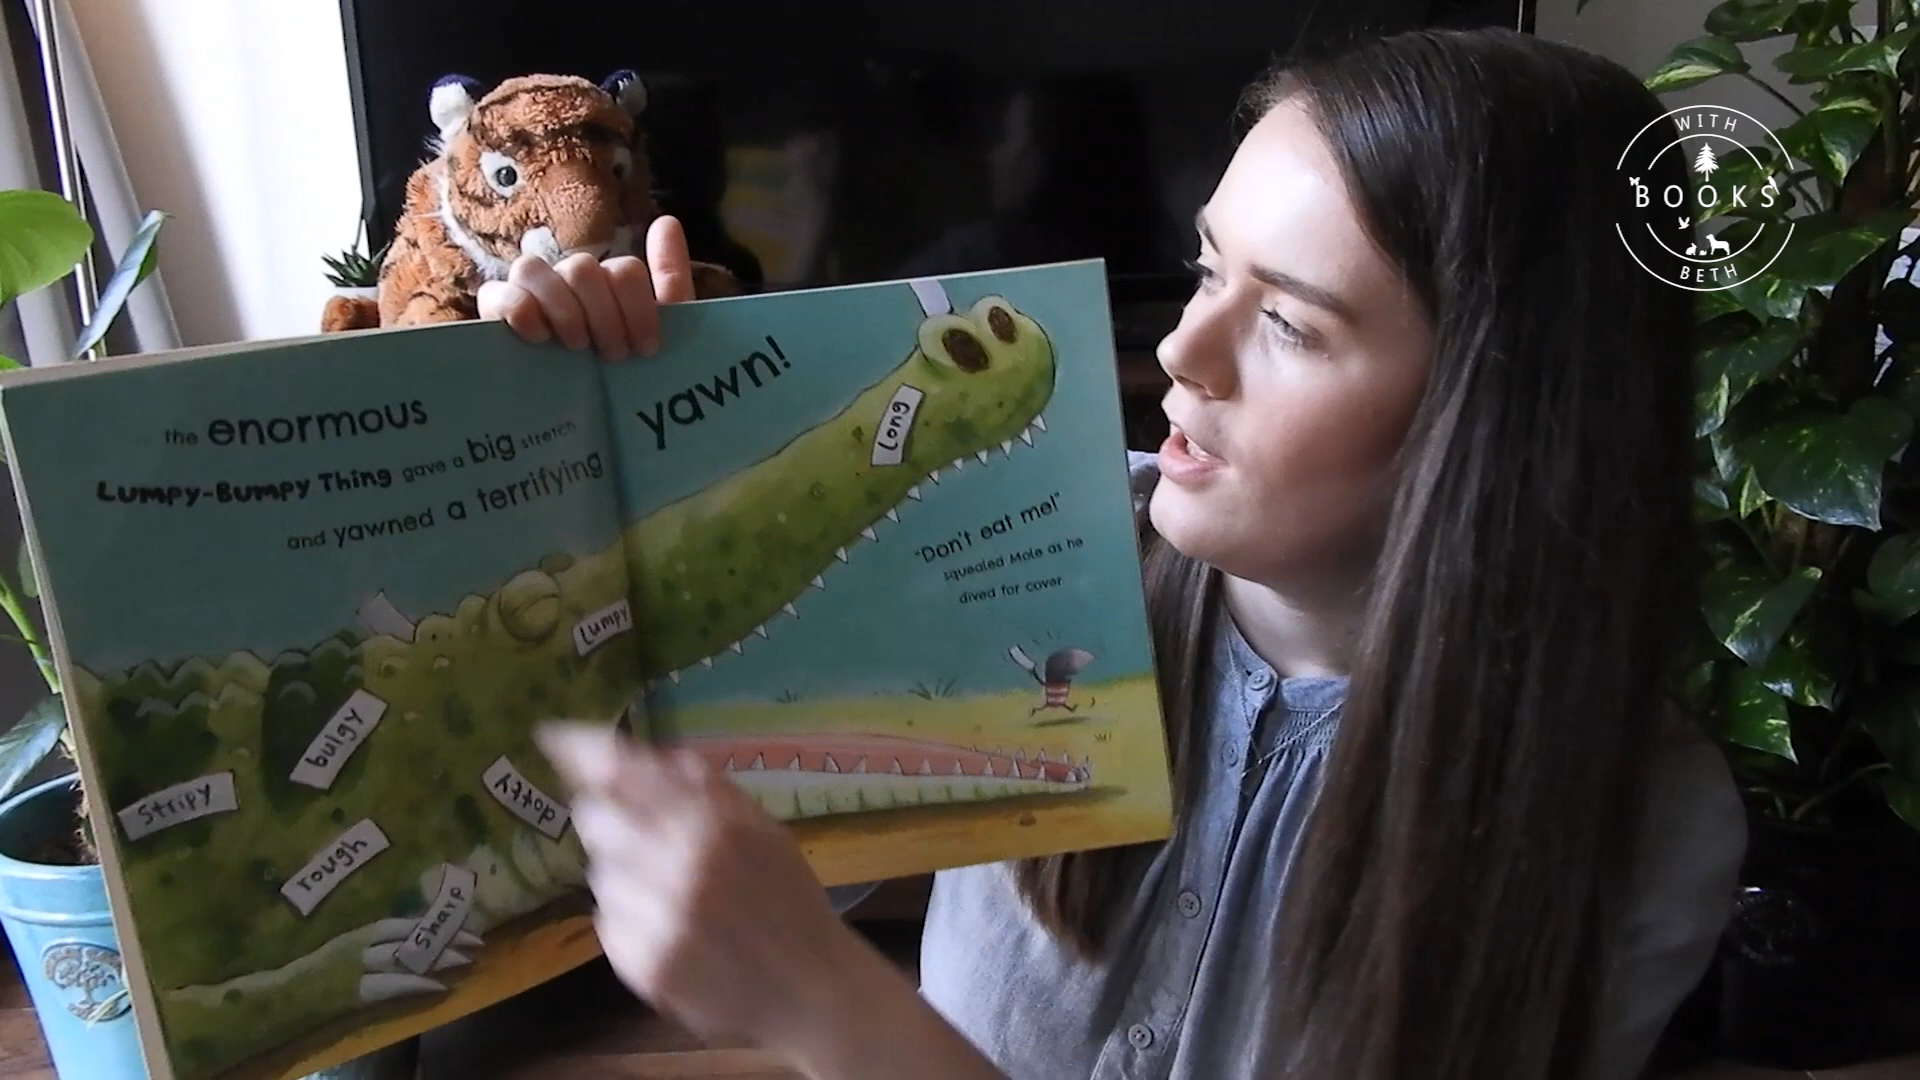 the enormous
Lumpy-Bumpy Thing gave a big stretch
and yawned a terrifying
yawn!
Long
Lumpy
"Don't eat me!"
squealed Mole as he
dived for cover
bulgy
Stripy
dotty
rough
Sharp
WITH
BOOKS
BETH